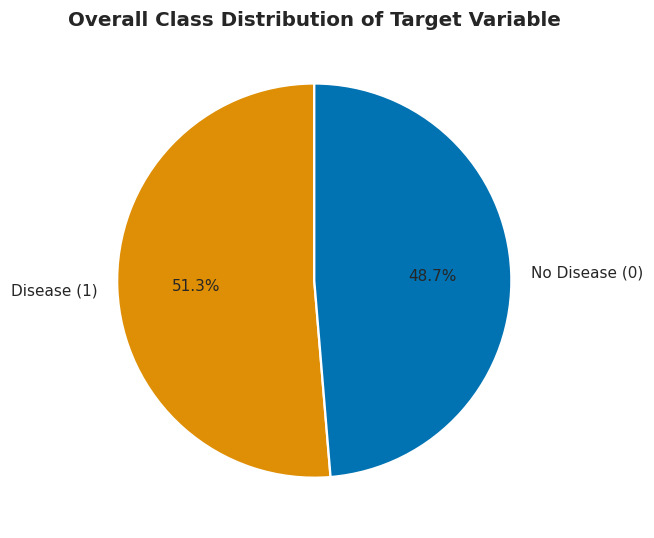 Overall Class Distribution of Target Variable
48.7%
No Disease (0)
51.3%
Disease (1)